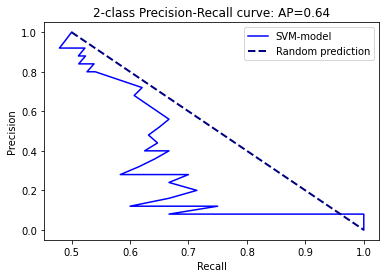 2-class Precision-Recall curve: AP=0.64
SVM-model
Random prediction
Precision
1.0
0.8
0.6
0.4
0.2
0.0
0.5 0.6 0.7 0.8 0.9 1.0
Recall